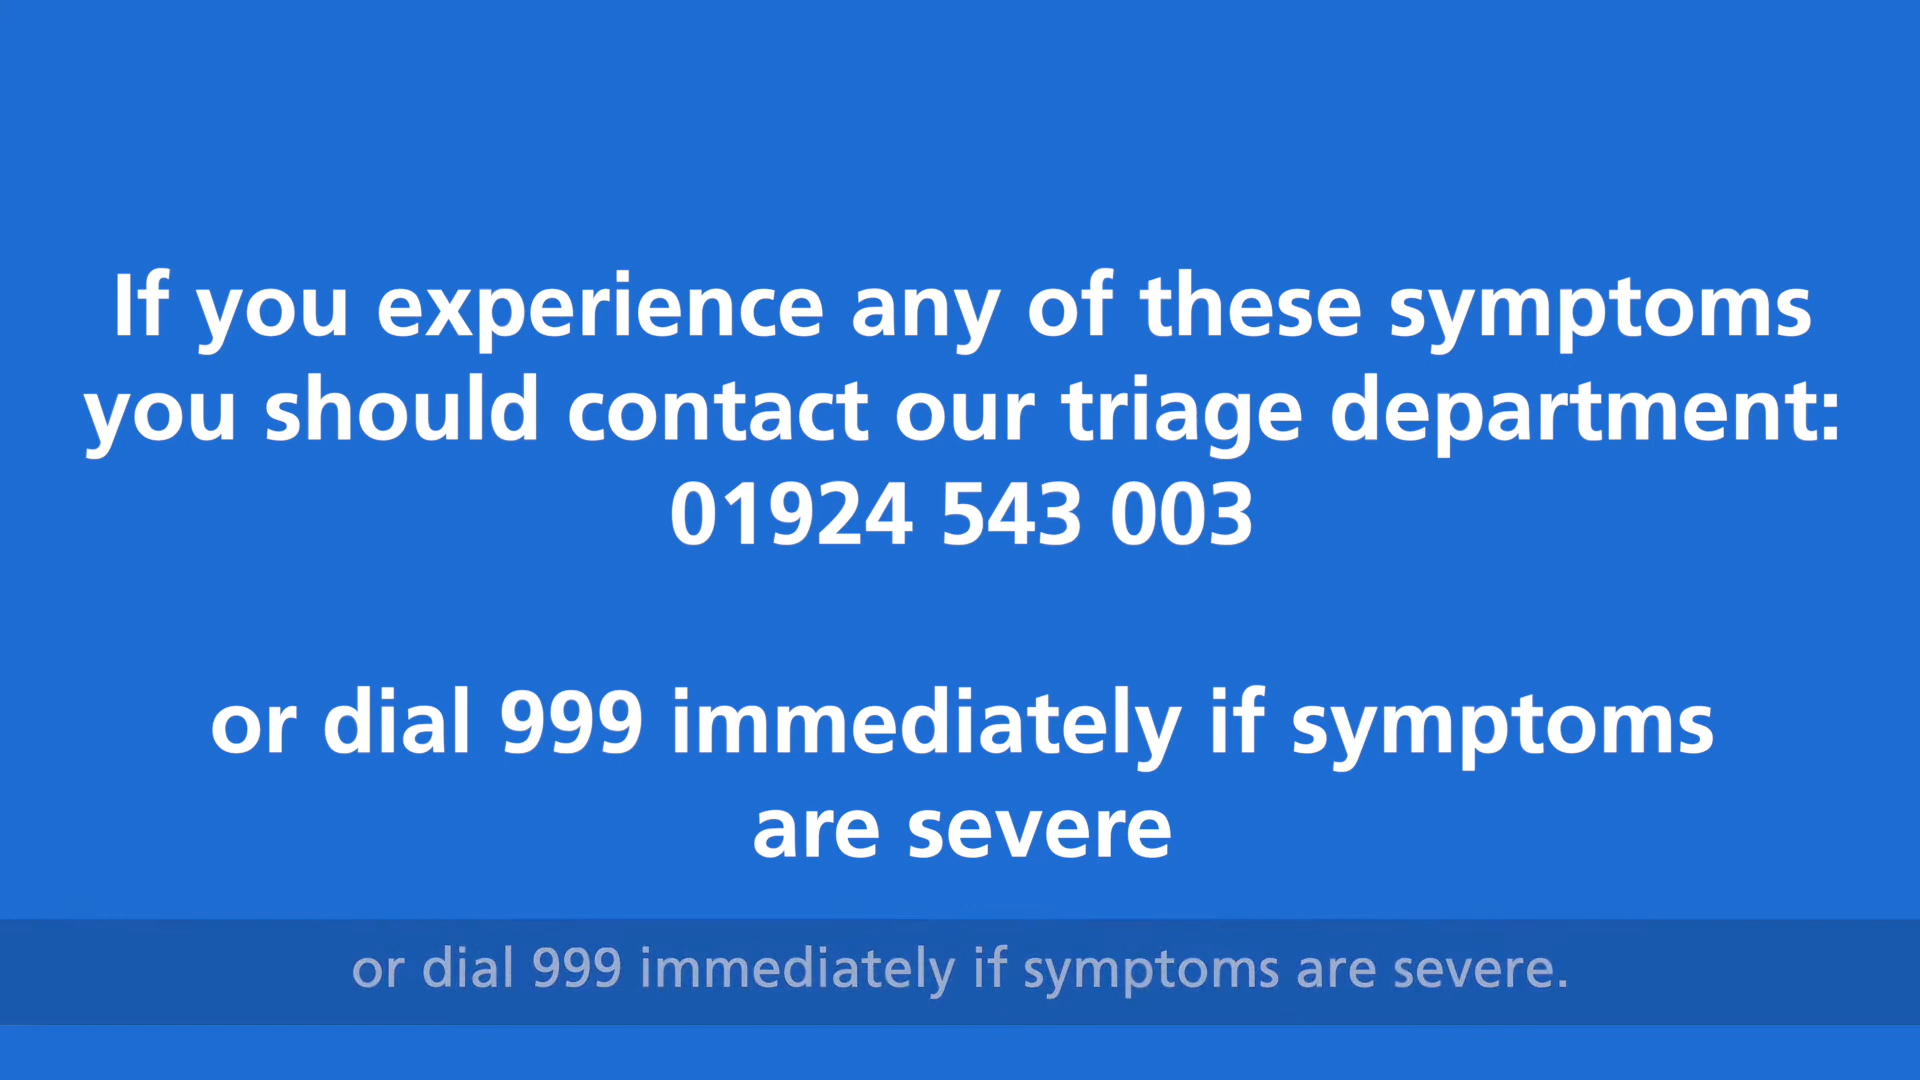 If you experience any of these symptoms
you should contact our triage department:
01924 543 003
or dial 999 immediately if symptoms
are severe
or dial 999 immediately if symptoms are severe.